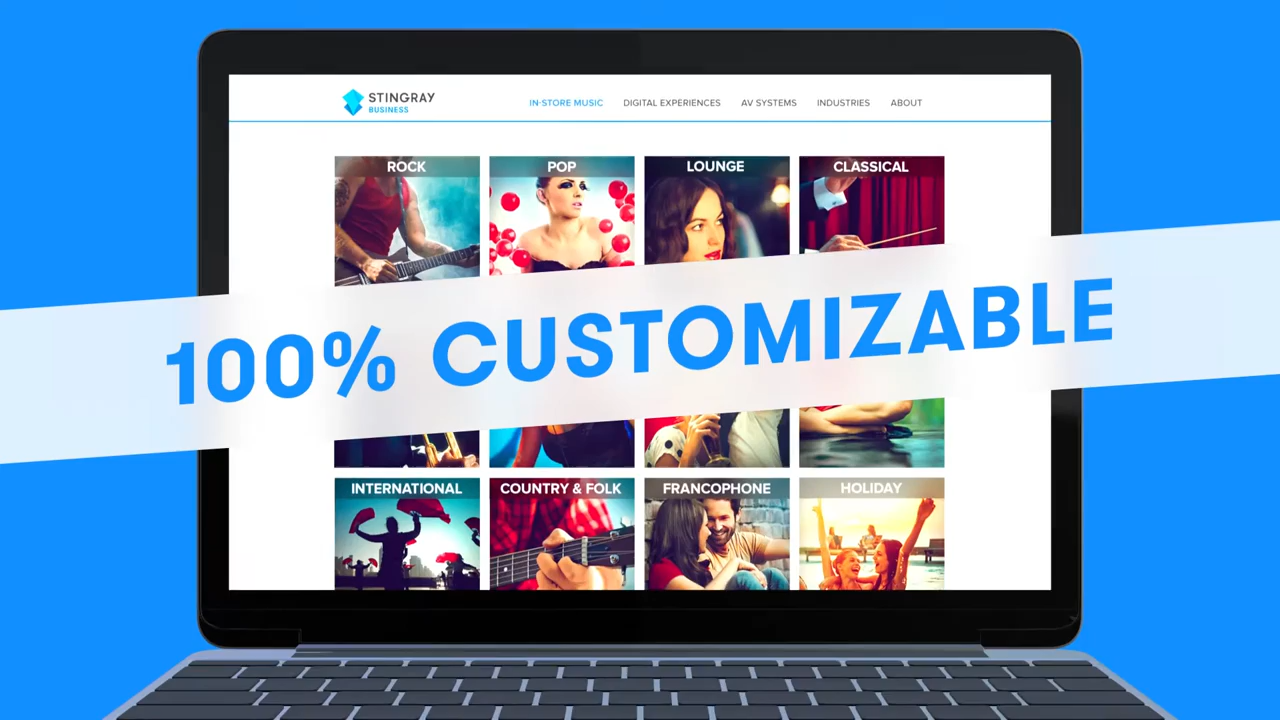 STINGRAY
BUSINESS
IN-STORE MUSIC DIGITAL EXPERIENCES AV SYSTEMS INDUSTRIES ABOUT
ROCK POP LOUNGE CLASSICAL
100% CUSTOMIZABLE
INTERNATIONAL COUNTRY & FOLK FRANCOPHONE HOLIDAY